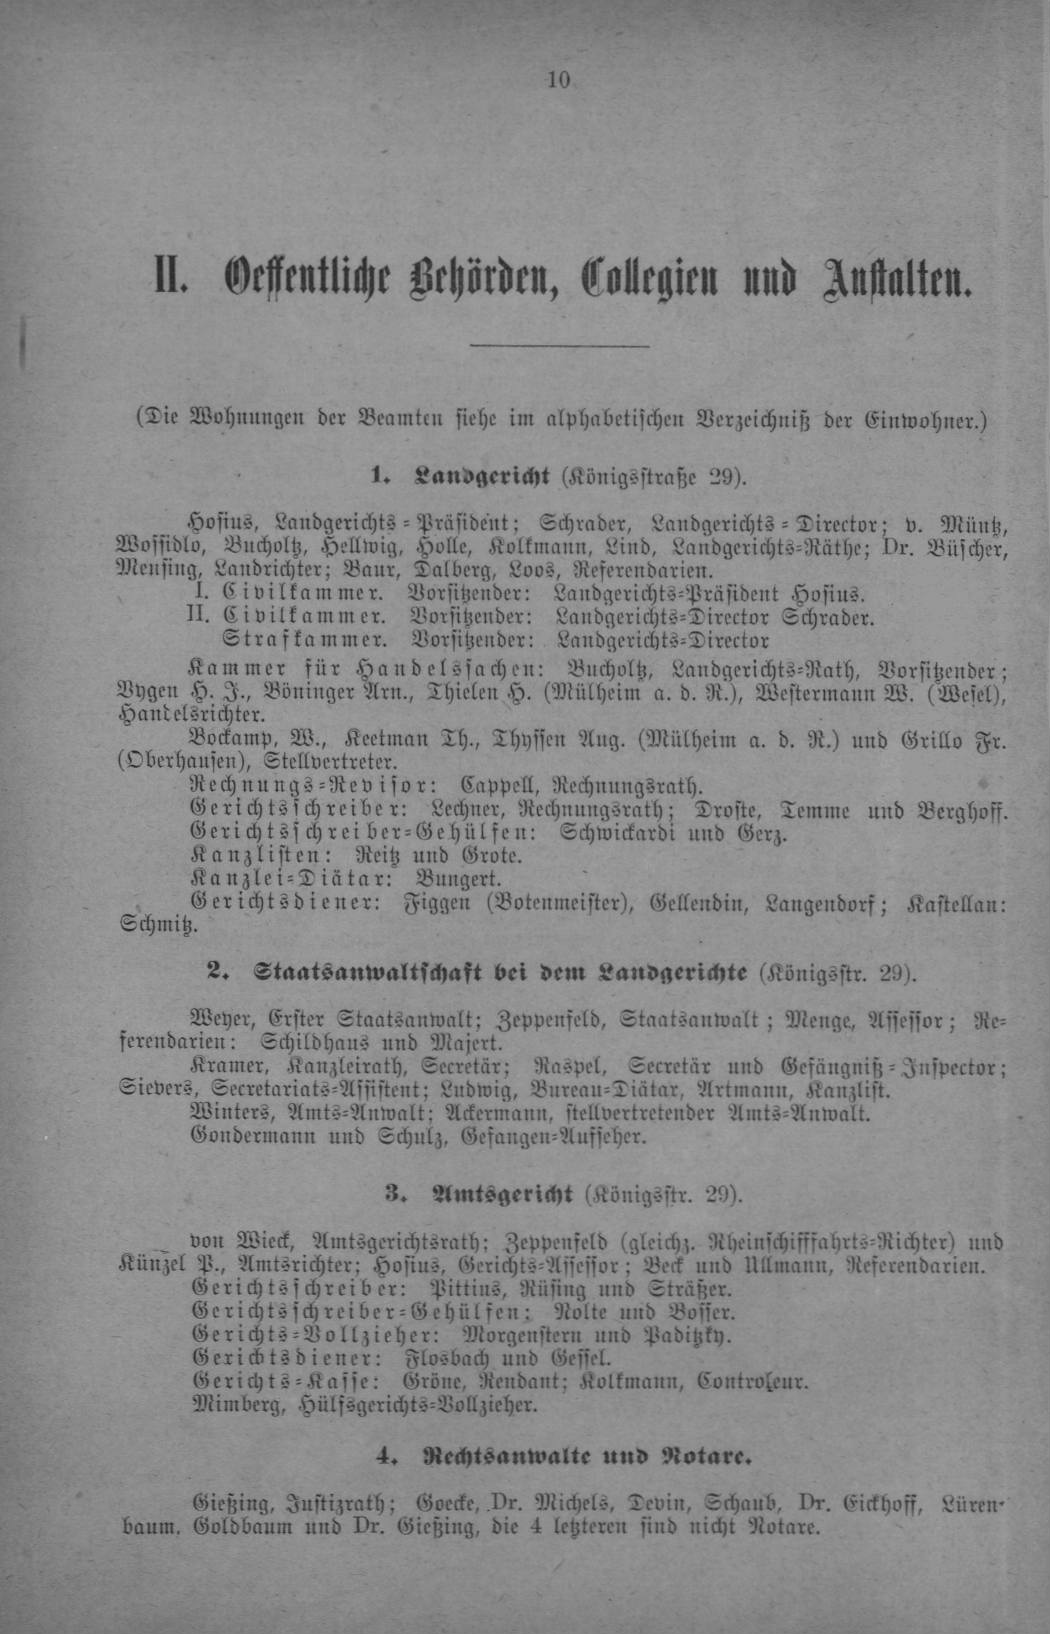 10
II. Oeffentliche Behörden, Collegien und Anstalten.
(Die Wohnungen der Beamten siehe im alphabetischen Verzeichniß der Einwohner.)
1. Landgericht (Königsstraße 29).
Hosius, Landgerichts-Präsident; Schrader, Landgerichts-Director; v. Müntz,
Wossidlo, Bucholtz, Hellwig, Holle, Kolkmann, Lind, Landgerichts-Räthe; Dr. Büscher,
Mensing, Landrichter; Baur, Dalberg, Loos, Referendarien.
I. Civilkammer. Vorsitzender: Landgerichts-Präsident Hosius.
II. Civilkammer. Vorsitzender: Landgerichts-Director Schrader.
Strafkammer. Vorsitzender: Landgerichts-Director
Kammer für Handelssachen: Bucholtz, Landgerichts-Rath, Vorsitzender;
Vygen H. J., Böninger Arn., Thielen H. (Mülheim a. d. R.), Westermann W. (Wesel),
Handelsrichter.
Böckamp, W., Keetman Th., Thyssen Aug. (Mülheim a. d. R.) und Grillo Fr.
(Oberhausen), Stellvertreter.
Rechnungs-Revisor: Cappell, Rechnungsrath.
Gerichtsschreiber: Lechner, Rechnungsrath; Droste, Temme und Berghoff.
Gerichtsschreiber-Gehülfen: Schwickardi und Gerz.
Kanzlisten: Reitz und Grote.
Kanzlei-Diätar: Bungert.
Gerichtsdiener: Figgen (Botenmeister), Gellendin, Langendorf; Kastellan:
Schmitz.
2. Staatsanwaltschaft bei dem Landgerichte (Königsstr. 29).
Weyer, Erster Staatsanwalt; Zeppenfeld, Staatsanwalt; Menge, Assessor; Re-
ferendarien: Schildhaus und Majert.
Kramer, Kanzleirath, Secretär; Raspel, Secretär und Gefängniß-Inspector;
Sievers, Secretariats-Assistent; Ludwig, Bureau-Diätar, Artmann, Kanzlist.
Winters, Amts-Anwalt; Ackermann, stellvertretender Amts-Anwalt.
Gondermann und Schulz, Gefangen-Aufseher.
3. Amtsgericht (Königsstr. 29).
von Wieck, Amtsgerichtsrath; Zeppenfeld (gleichz. Rheinschifffahrts-Richter) und
Künzel P., Amtsrichter; Hosius, Gerichts-Assessor; Beck und Ullmann, Referendarien.
Gerichtsschreiber: Pittius, Rüsing und Sträßer.
Gerichtsschreiber-Gehülfen: Nolte und Bosser.
Gerichts-Vollzieher: Morgenstern und Paditzky.
Gerichtsdiener: Flosbach und Gessel.
Gerichts-Kasse: Gröne, Rendant; Kolkmann, Controleur.
Mimberg, Hülfsgerichts-Vollzieher.
4. Rechtsanwalte und Notare.
Gießing, Justizrath; Goecke, Dr. Michels, Devin, Schaub, Dr. Eickhoff, Lüren-
baum, Goldbaum und Dr. Gießing, die 4 letzteren sind nicht Notare.